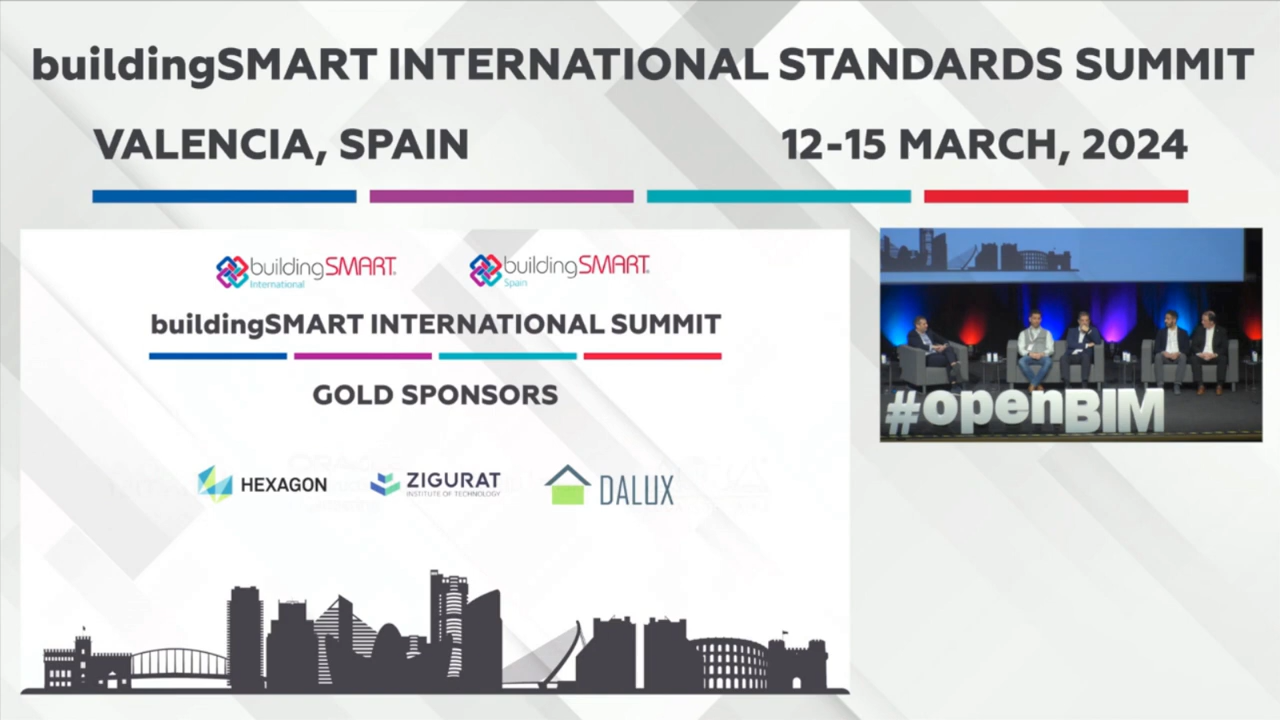 buildingSMART INTERNATIONAL STANDARDS SUMMIT
VALENCIA, SPAIN
12-15 MARCH, 2024
buildingSMART
International
buildingSMART
Spain
buildingSMART INTERNATIONAL SUMMIT
GOLD SPONSORS
HEXAGON
ZIGURAT
INSTITUTE OF TECHNOLOGY
DALUX
#openBIM